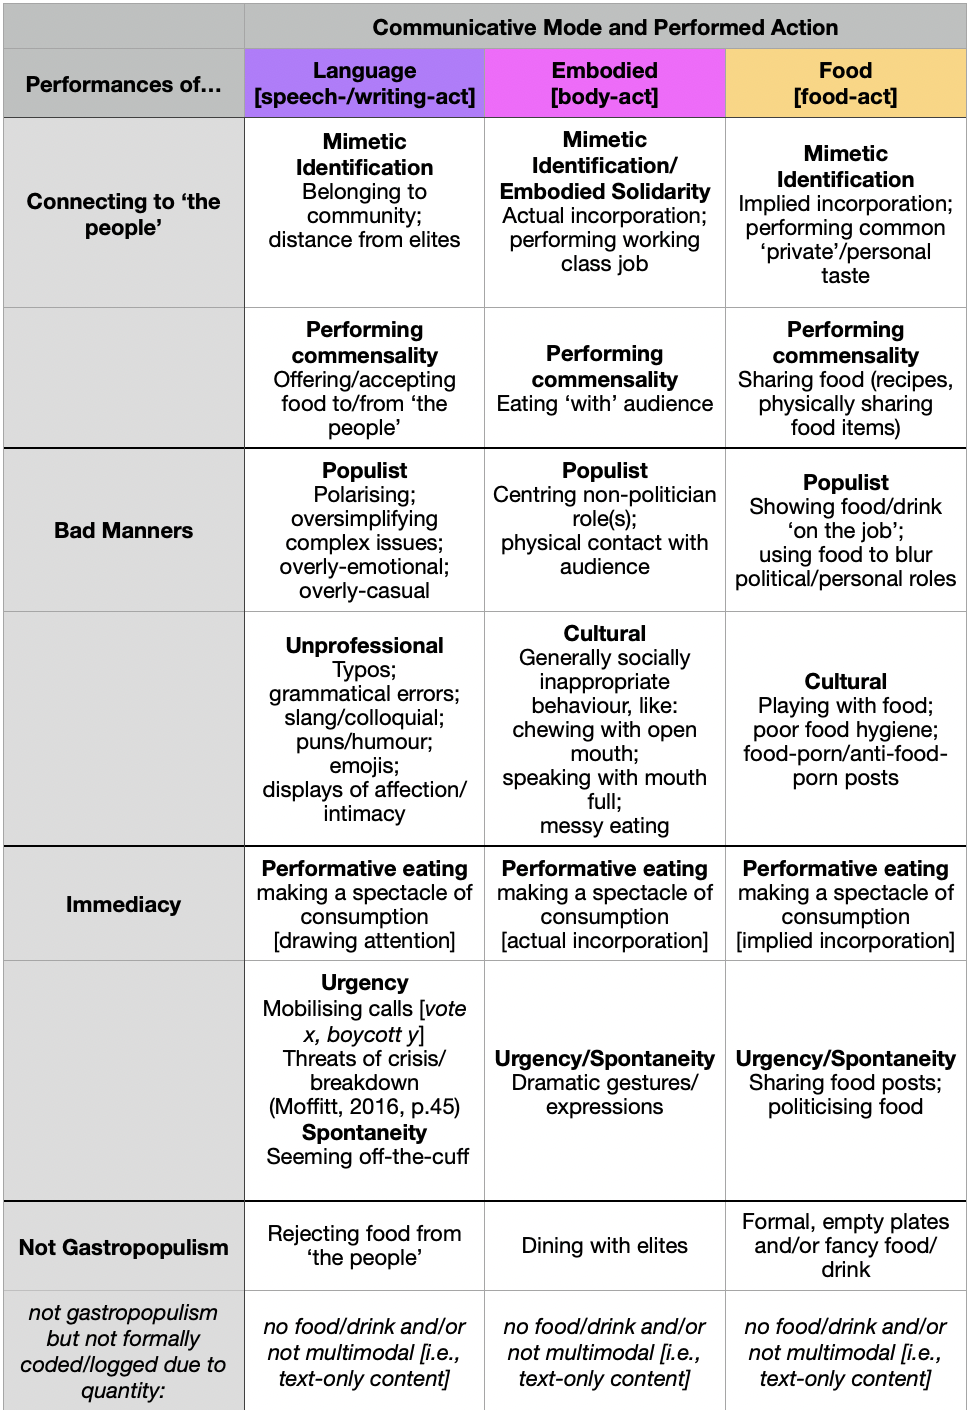 Communicative Mode and Performed Action
Performances of…
Language
[speech-/writing-act]
Embodied
[body-act]
Food
[food-act]
Connecting to ‘the
people’
Mimetic
Identification
Belonging to
community;
distance from elites
Mimetic
Identification/
Embodied Solidarity
Actual incorporation;
performing working
class job
Mimetic
Identification
Implied incorporation;
performing common
‘private’/personal
taste
Performing
commensality
Offering/accepting
food to/from ‘the
people’
Performing
commensality
Eating ‘with’ audience
Performing
commensality
Sharing food (recipes,
physically sharing
food items)
Bad Manners
Populist
Polarising;
oversimplifying
complex issues;
overly-emotional;
overly-casual
Populist
Centring non-politician
role(s);
physical contact with
audience
Populist
Showing food/drink
‘on the job’;
using food to blur
political/personal roles
Unprofessional
Typos;
grammatical errors;
slang/colloquial;
puns/humour;
emojis;
displays of affection/
intimacy
Cultural
Generally socially
inappropriate
behaviour, like:
chewing with open
mouth;
speaking with mouth
full;
messy eating
Cultural
Playing with food;
poor food hygiene;
food-porn/anti-food-
porn posts
Immediacy
Performative eating
making a spectacle of
consumption
[drawing attention]
Performative eating
making a spectacle of
consumption
[actual incorporation]
Performative eating
making a spectacle of
consumption
[implied incorporation]
Urgency
Mobilising calls [vote
x, boycott y]
Threats of crisis/
breakdown
(Moffitt, 2016, p.45)
Spontaneity
Seeming off-the-cuff
Urgency/Spontaneity
Dramatic gestures/
expressions
Urgency/Spontaneity
Sharing food posts;
politicising food
Not Gastropopulism
Rejecting food from
‘the people’
Dining with elites
Formal, empty plates
and/or fancy food/
drink
not gastropopulism
but not formally
coded/logged due to
quantity:
no food/drink and/or
not multimodal [i.e.,
text-only content]
no food/drink and/or
not multimodal [i.e.,
text-only content]
no food/drink and/or
not multimodal [i.e.,
text-only content]